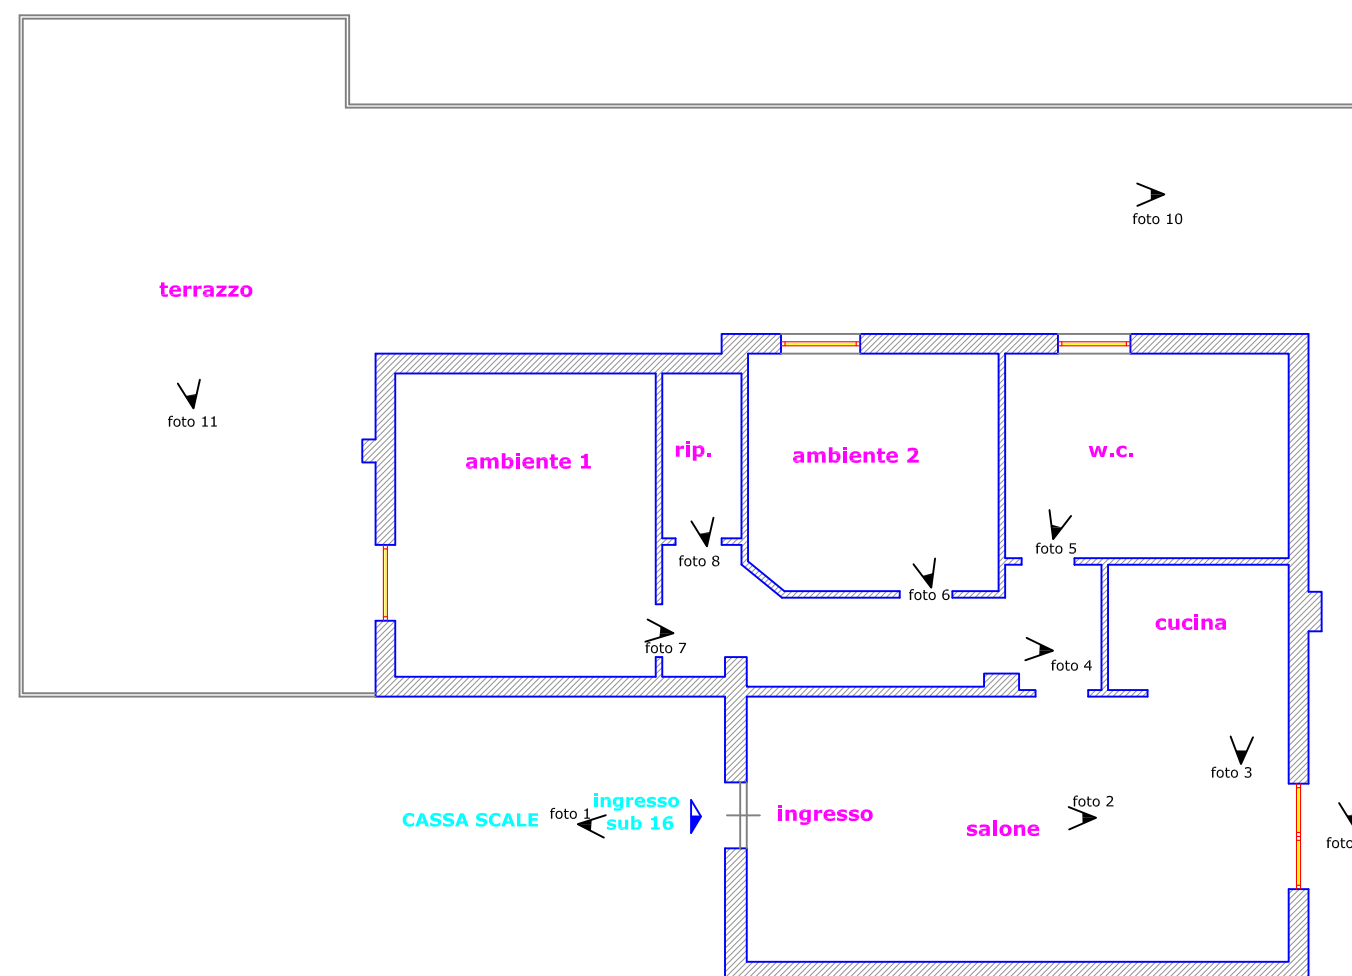 foto 10
terrazzo
foto 11
ambiente 1
rip.
ambiente 2
w.c.
foto 5
foto 8
foto 6
cucina
foto 7
foto 4
foto 3
foto 1
ingresso
sub 16
CASSA SCALE
ingresso
foto 2
salone
foto